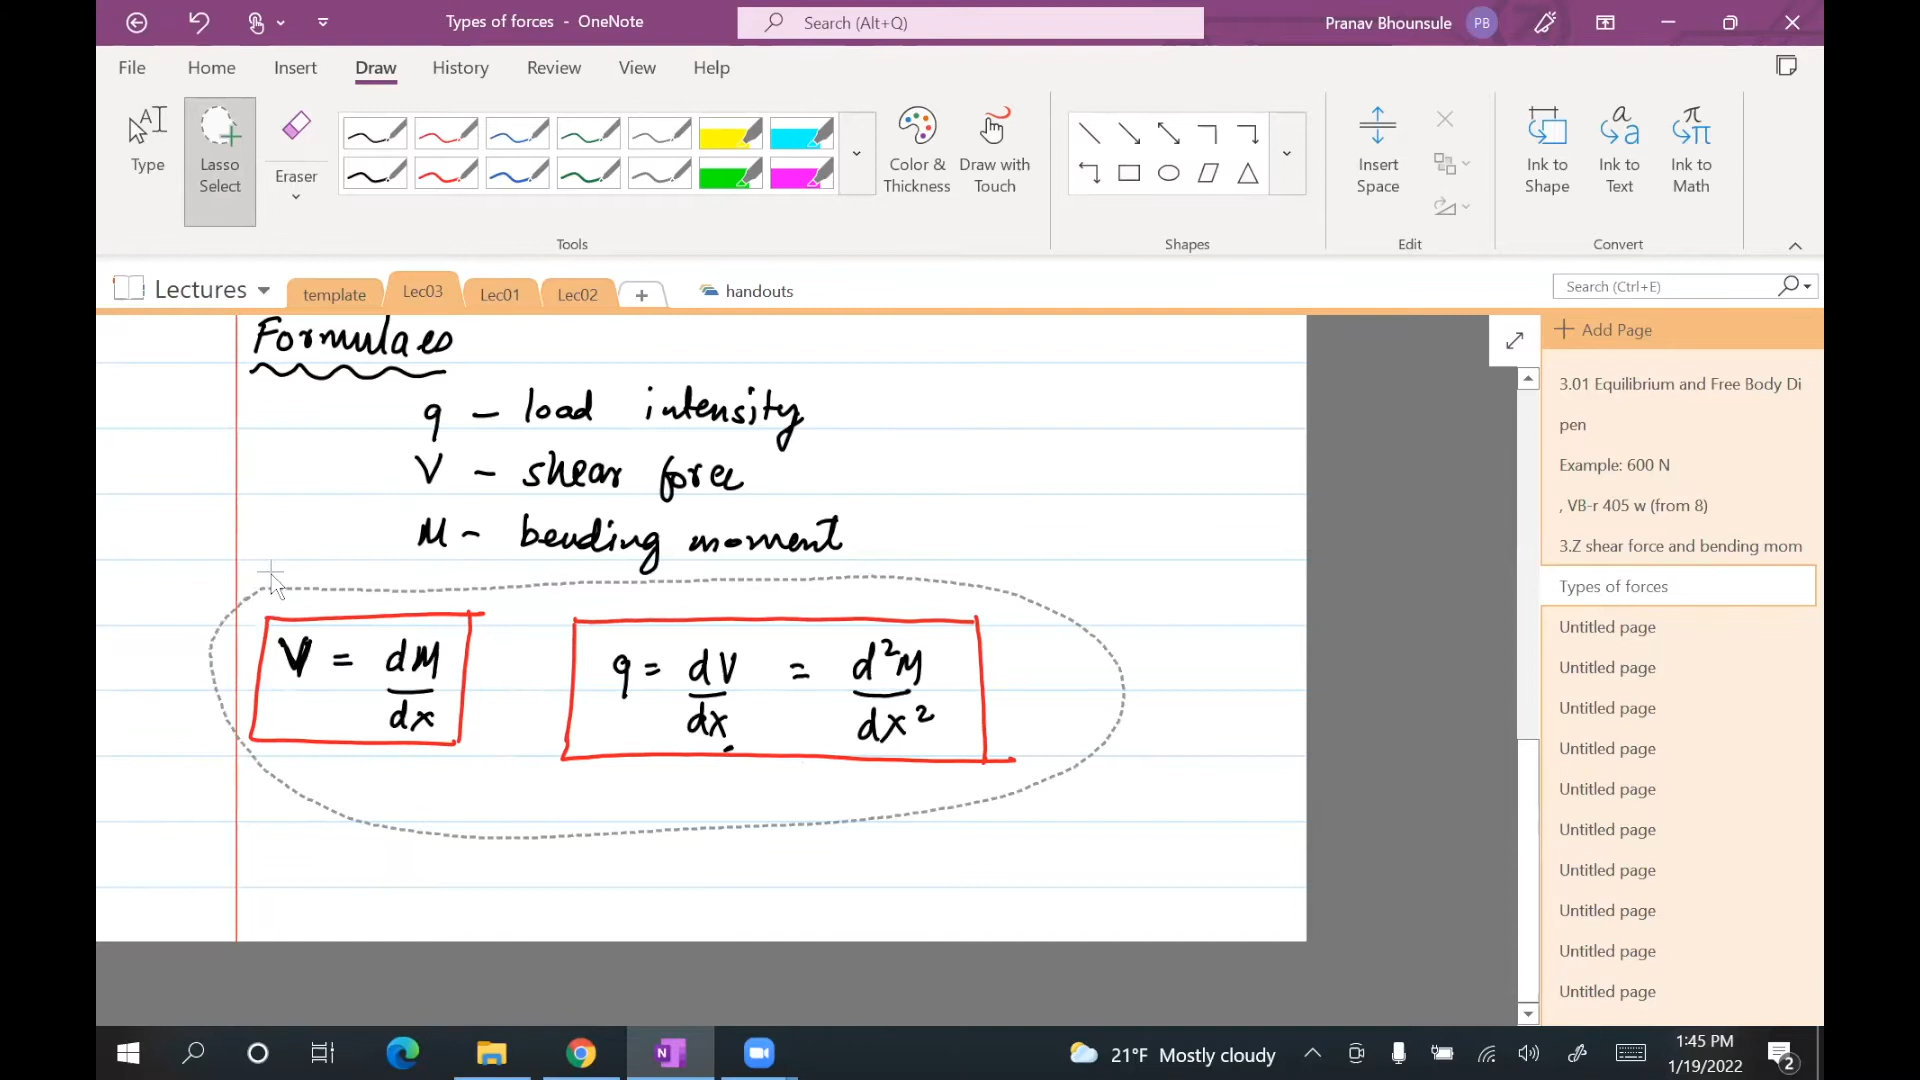 Types of forces - OneNote
Search (Alt+Q)
Pranav Bhounsule PB
File Home Insert Draw History Review View Help
Type
Lasso Select
Eraser
Color & Thickness
Draw with Touch
Insert Space
Ink to Shape
Ink to Text
Ink to Math
Tools Shapes Edit Convert
Lectures template Lec03 Lec01 Lec02 + handouts
Search (Ctrl+E)
Add Page
3.01 Equilibrium and Free Body Di
pen
Example: 600 N
, VB-r 405 w (from 8)
3.Z shear force and bending mom
Types of forces
Untitled page
Untitled page
Untitled page
Untitled page
Untitled page
Untitled page
Untitled page
Untitled page
Untitled page
Untitled page
Formulaes
q - load intensity
V - shear force
M - bending moment
V = dM/dx
q = dV/dx = d²M/dx²
21°F Mostly cloudy
1:45 PM
1/19/2022
2